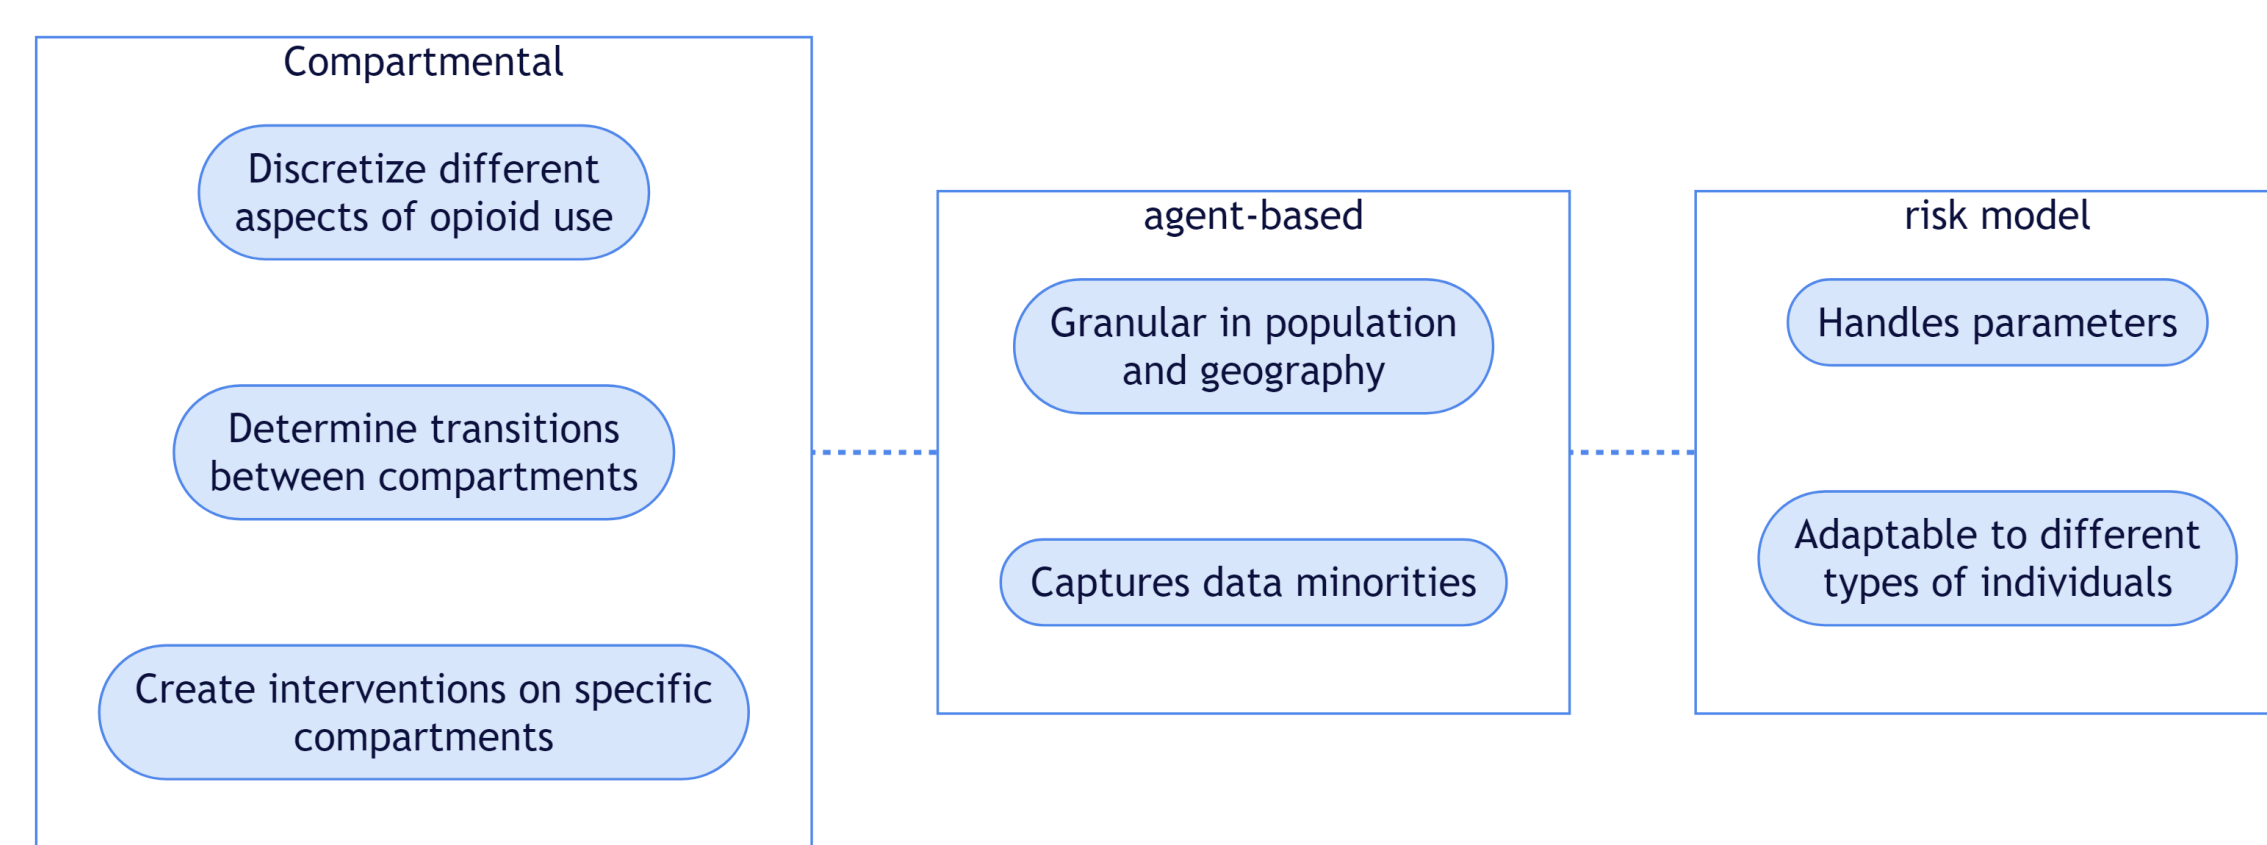 Compartmental
Discretize different
aspects of opioid use
Determine transitions
between compartments
Create interventions on specific
compartments
agent-based
Granular in population
and geography
Captures data minorities
risk model
Handles parameters
Adaptable to different
types of individuals